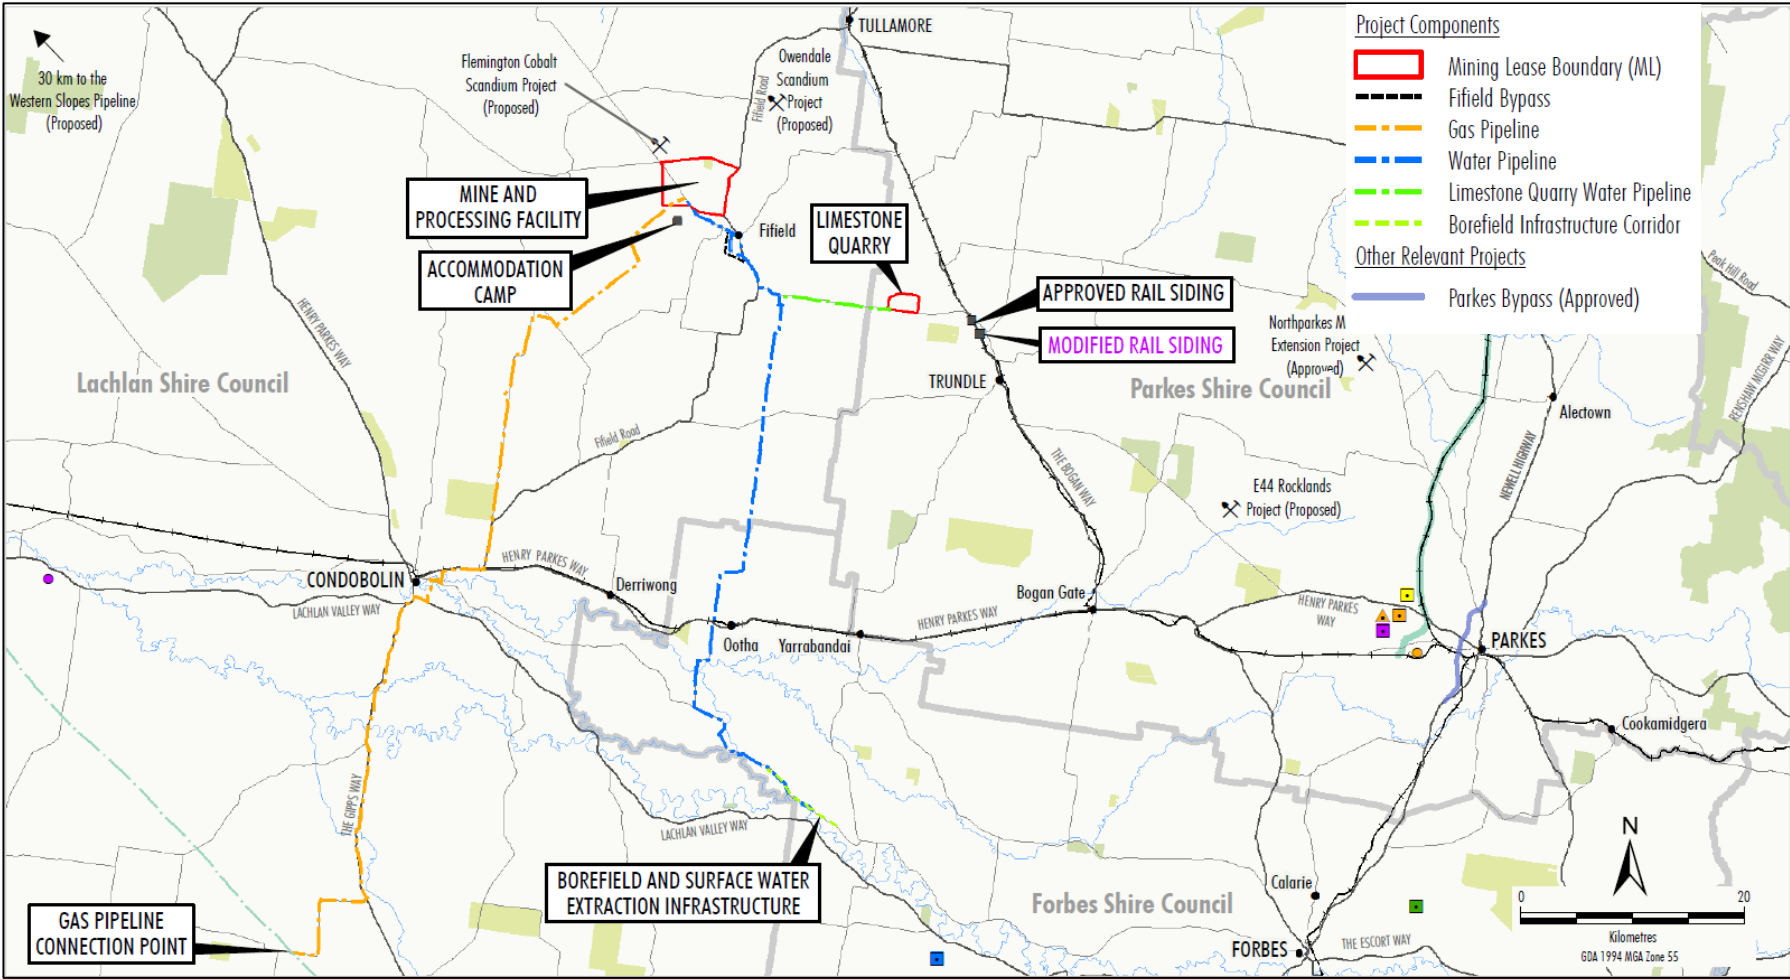 TULLAMORE
Project Components
Mining Lease Boundary (ML)
Fifield Bypass
Gas Pipeline
Water Pipeline
Limestone Quarry Water Pipeline
Borefield Infrastructure Corridor
Other Relevant Projects
Parkes Bypass (Approved)
30 km to the
Western Slopes Pipeline
(Proposed)
Flemington Cobalt
Scandium Project
(Proposed)
Owendale
Scandium
Project
(Proposed)
Fifield Road
MINE AND
PROCESSING FACILITY
Fifield
LIMESTONE
QUARRY
ACCOMMODATION
CAMP
APPROVED RAIL SIDING
MODIFIED RAIL SIDING
Northparkes M
Extension Project
(Approved)
Peak Hill Road
RENSHAW MCGIRR WAY
HENRY PARKES WAY
Lachlan Shire Council
TRUNDLE
Parkes Shire Council
Alectown
Fifield Road
THE BOGAN WAY
NEWELL HIGHWAY
E44 Rocklands
Project (Proposed)
CONDOBOLIN
HENRY PARKES WAY
Derriwong
LACHLAN VALLEY WAY
Bogan Gate
HENRY PARKES WAY
HENRY PARKES
WAY
Ootha
Yarrabandai
PARKES
Cookamidgera
THE GIPPS WAY
LACHLAN VALLEY WAY
BOREFIELD AND SURFACE WATER
EXTRACTION INFRASTRUCTURE
GAS PIPELINE
CONNECTION POINT
Forbes Shire Council
Calarie
FORBES
THE ESCORT WAY
N
0
20
Kilometres
GDA 1994 MGA Zone 55